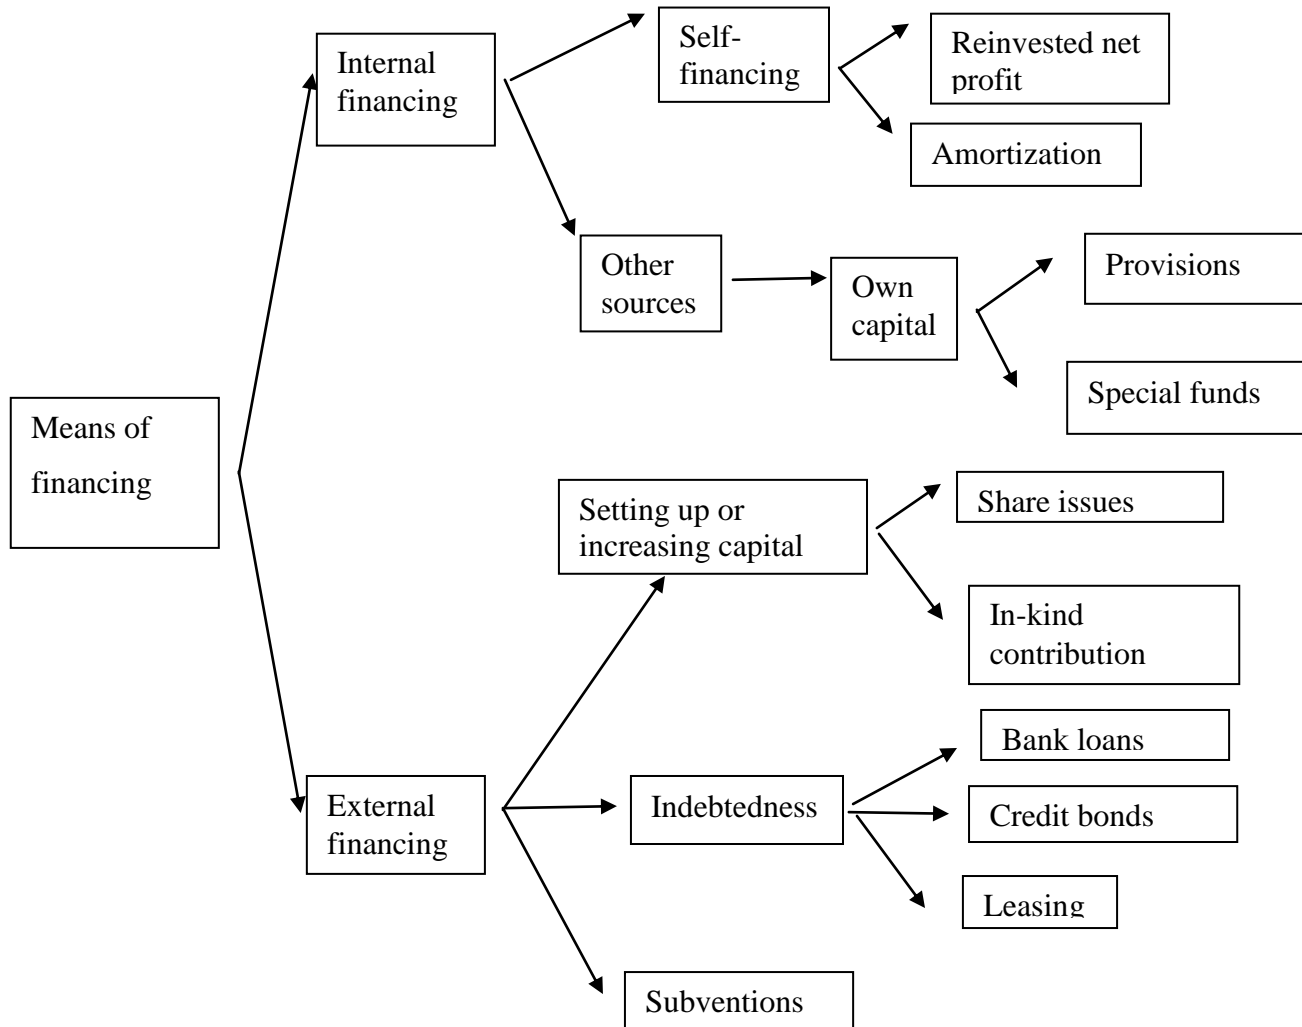 Internal
financing
Self-
financing
Reinvested net
profit
Amortization
Other
sources
Own
capital
Provisions
Special funds
Means of
financing
Setting up or
increasing capital
Share issues
In-kind
contribution
External
financing
Indebtedness
Bank loans
Credit bonds
Leasing
Subventions